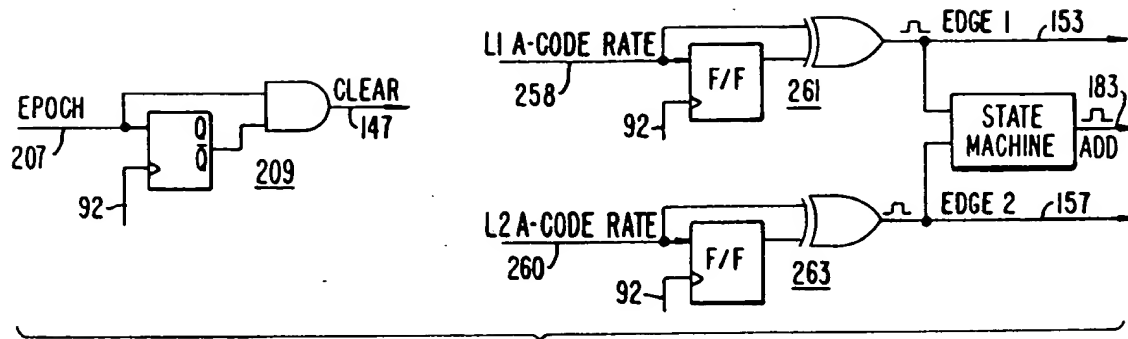 EPOCH
207
92
Q
Q̅
209
CLEAR
147
L1 A-CODE RATE
258
92
F/F
261
EDGE 1
153
STATE
MACHINE
183
ADD
L2 A-CODE RATE
260
92
F/F
263
EDGE 2
157